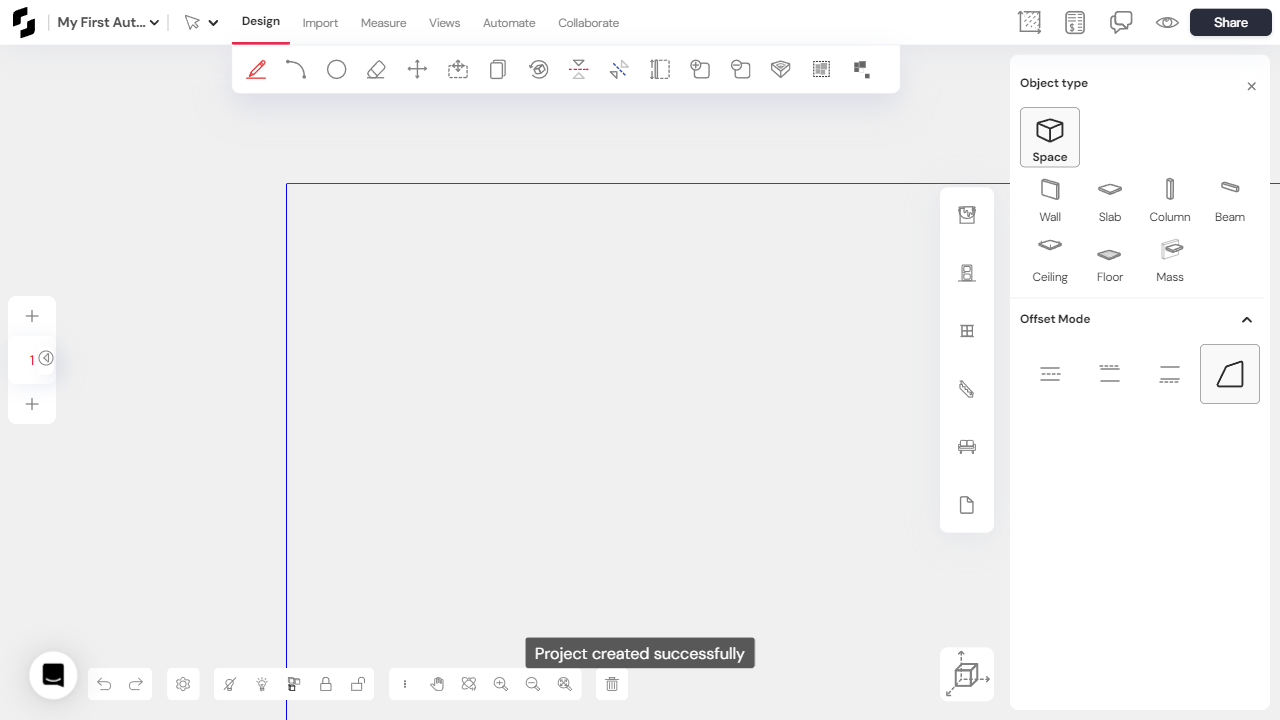 My First Aut...
Design
Import
Measure
Views
Automate
Collaborate
Share
Object type
Space
Wall
Slab
Column
Beam
Ceiling
Floor
Mass
Offset Mode
1
Project created successfully